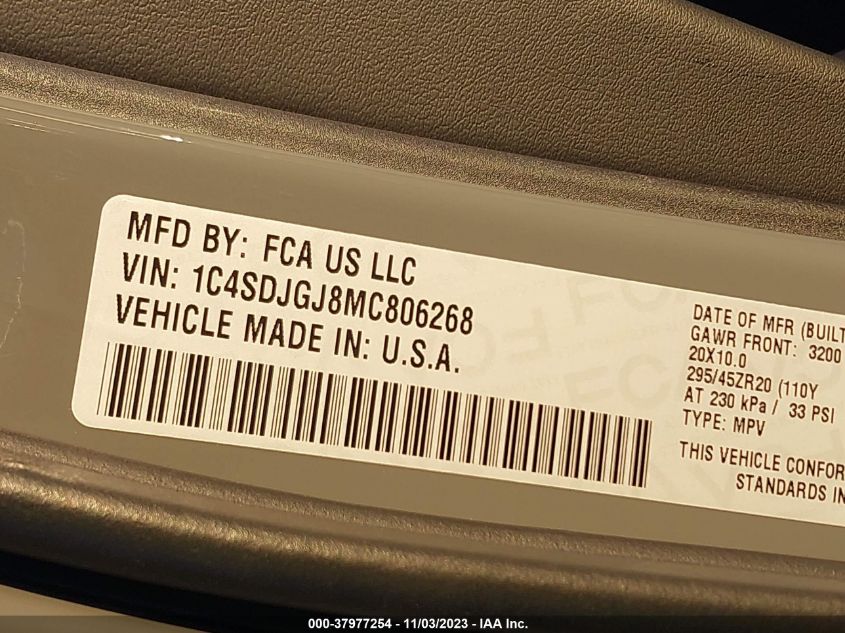 MFD BY: FCA US LLC
VIN: 1C4SDJGJ8MC806268
VEHICLE MADE IN: U.S.A.
DATE OF MFR (BUILT
GAWR FRONT: 3200
20X10.0
295/45ZR20 (110Y
AT 230 kPa / 33 PSI
TYPE: MPV
THIS VEHICLE CONFOR
STANDARDS IN
000-37977254 - 11/03/2023 - IAA Inc.